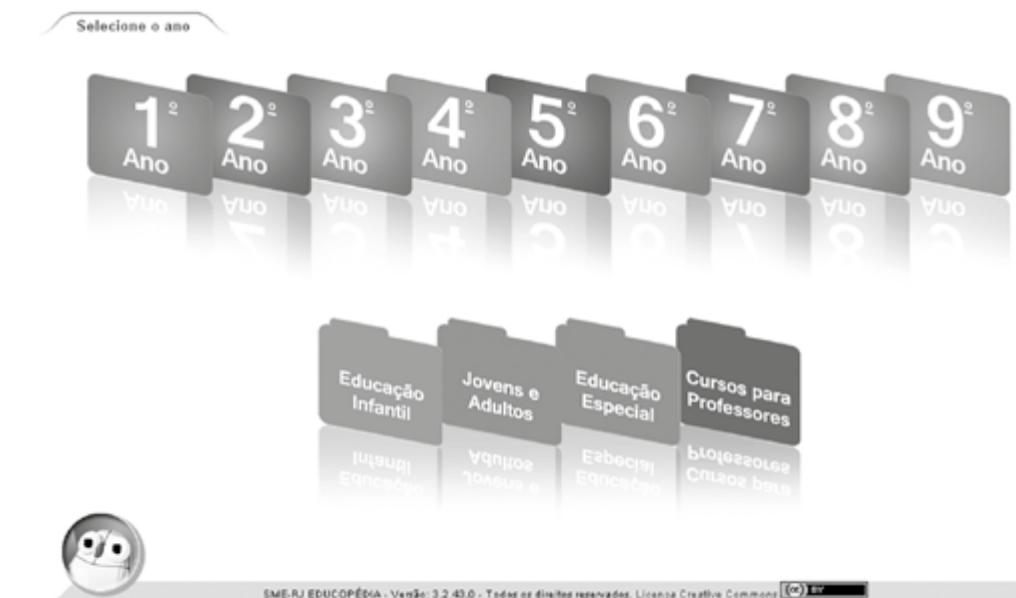 Selecione o ano
1º Ano
2º Ano
3º Ano
4º Ano
5º Ano
6º Ano
7º Ano
8º Ano
9º Ano
Educação
Infantil
Jovens e
Adultos
Educação
Especial
Cursos para
Professores
SME-RJ EDUCOPÉDIA - Versão: 3.2.43.0 - Todos os direitos reservados. Licença Creative Commons (cc) BY